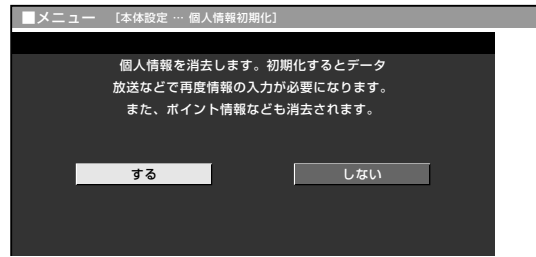 ■メニュー [本体設定 … 個人情報初期化]
個人情報を消去します。初期化するとデータ
放送などで再度情報の入力が必要になります。
また、ポイント情報なども消去されます。
する しない